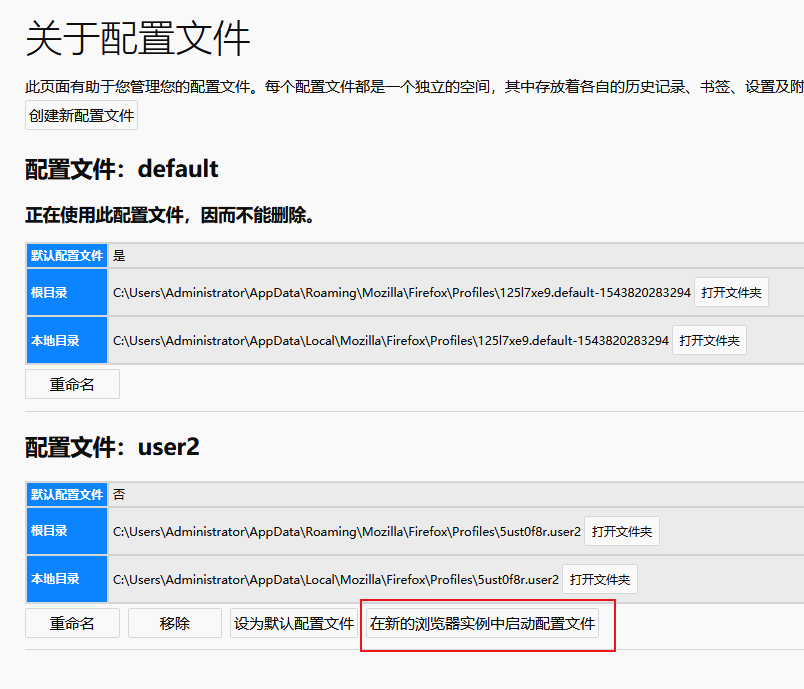 关于配置文件
此页面有助于您管理您的配置文件。每个配置文件都是一个独立的空间，其中存放着各自的历史记录、书签、设置及附
创建新配置文件
配置文件：default
正在使用此配置文件，因而不能删除。
默认配置文件 是
根目录 C:\Users\Administrator\AppData\Roaming\Mozilla\Firefox\Profiles\125l7xe9.default-1543820283294 打开文件夹
本地目录 C:\Users\Administrator\AppData\Local\Mozilla\Firefox\Profiles\125l7xe9.default-1543820283294 打开文件夹
重命名
配置文件：user2
默认配置文件 否
根目录 C:\Users\Administrator\AppData\Roaming\Mozilla\Firefox\Profiles\5ust0f8r.user2 打开文件夹
本地目录 C:\Users\Administrator\AppData\Local\Mozilla\Firefox\Profiles\5ust0f8r.user2 打开文件夹
重命名 移除 设为默认配置文件 在新的浏览器实例中启动配置文件